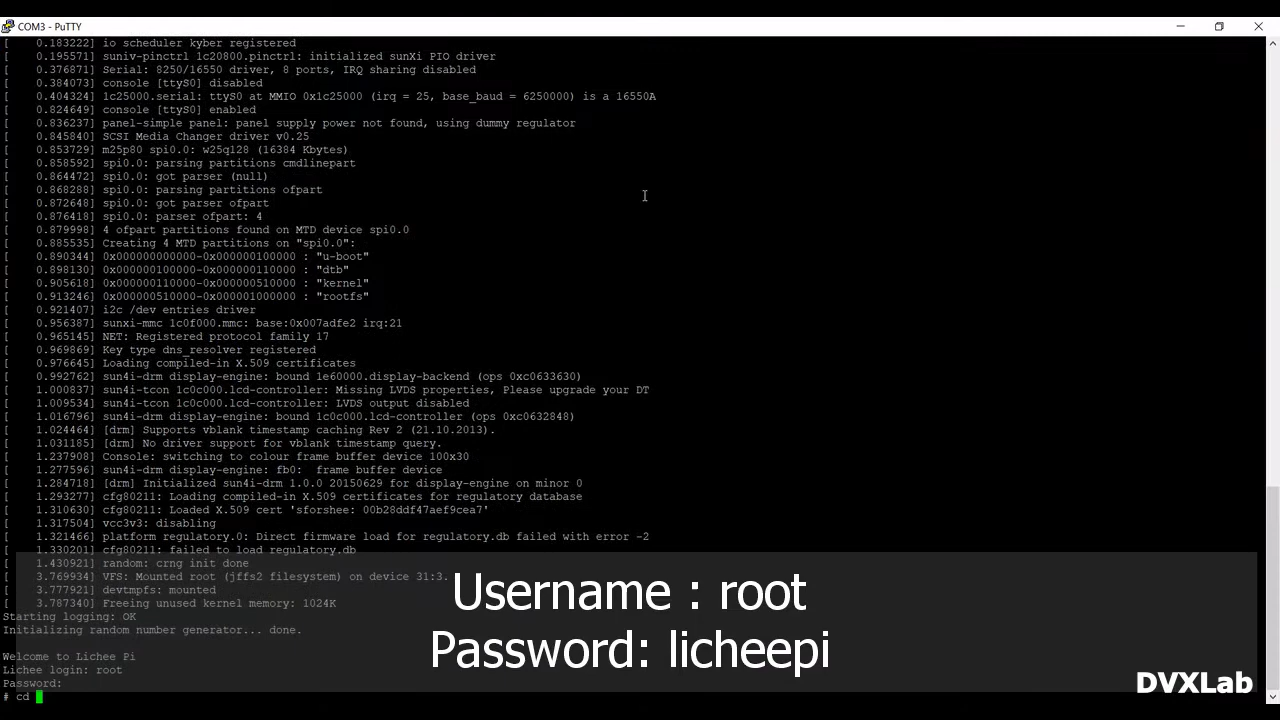 COM3 - PuTTY
[    0.183222] io scheduler kyber registered
[    0.195571] suniv-pinctrl 1c20800.pinctrl: initialized sunXi PIO driver
[    0.376871] Serial: 8250/16550 driver, 8 ports, IRQ sharing disabled
[    0.384073] console [ttyS0] disabled
[    0.404324] 1c25000.serial: ttyS0 at MMIO 0x1c25000 (irq = 25, base_baud = 6250000) is a 16550A
[    0.824649] console [ttyS0] enabled
[    0.836237] panel-simple panel: panel supply power not found, using dummy regulator
[    0.845840] SCSI Media Changer driver v0.25
[    0.853729] m25p80 spi0.0: w25q128 (16384 Kbytes)
[    0.858592] spi0.0: parsing partitions cmdlinepart
[    0.864472] spi0.0: got parser (null)
[    0.868288] spi0.0: parsing partitions ofpart
[    0.872648] spi0.0: got parser ofpart
[    0.876418] spi0.0: parser ofpart: 4
[    0.879998] 4 ofpart partitions found on MTD device spi0.0
[    0.885535] Creating 4 MTD partitions on "spi0.0":
[    0.890344] 0x000000000000-0x000000100000 : "u-boot"
[    0.898130] 0x000000100000-0x000000110000 : "dtb"
[    0.905618] 0x000000110000-0x000000510000 : "kernel"
[    0.913246] 0x000000510000-0x000001000000 : "rootfs"
[    0.921407] i2c /dev entries driver
[    0.956387] sunxi-mmc 1c0f000.mmc: base:0x007adfe2 irq:21
[    0.965145] NET: Registered protocol family 17
[    0.969869] Key type dns_resolver registered
[    0.976645] Loading compiled-in X.509 certificates
[    0.992762] sun4i-drm display-engine: bound 1e60000.display-backend (ops 0xc0633630)
[    1.000837] sun4i-tcon 1c0c000.lcd-controller: Missing LVDS properties, Please upgrade your DT
[    1.009534] sun4i-tcon 1c0c000.lcd-controller: LVDS output disabled
[    1.016796] sun4i-drm display-engine: bound 1c0c000.lcd-controller (ops 0xc0632848)
[    1.024464] [drm] Supports vblank timestamp caching Rev 2 (21.10.2013).
[    1.031185] [drm] No driver support for vblank timestamp query.
[    1.237908] Console: switching to colour frame buffer device 100x30
[    1.277596] sun4i-drm display-engine: fb0:  frame buffer device
[    1.284718] [drm] Initialized sun4i-drm 1.0.0 20150629 for display-engine on minor 0
[    1.293277] cfg80211: Loading compiled-in X.509 certificates for regulatory database
[    1.310630] cfg80211: Loaded X.509 cert 'sforshee: 00b28ddf47aef9cea7'
[    1.317504] vcc3v3: disabling
[    1.321466] platform regulatory.0: Direct firmware load for regulatory.db failed with error -2
[    1.330201] cfg80211: failed to load regulatory.db
[    1.430921] random: crng init done
[    3.769934] VFS: Mounted root (jffs2 filesystem) on device 31:3.
[    3.777921] devtmpfs: mounted
[    3.787340] Freeing unused kernel memory: 1024K
Starting logging: OK
Initializing random number generator... done.
Welcome to Lichee Pi
Lichee login: root
Password:
# cd
Username : root
Password: licheepi
DVXLab